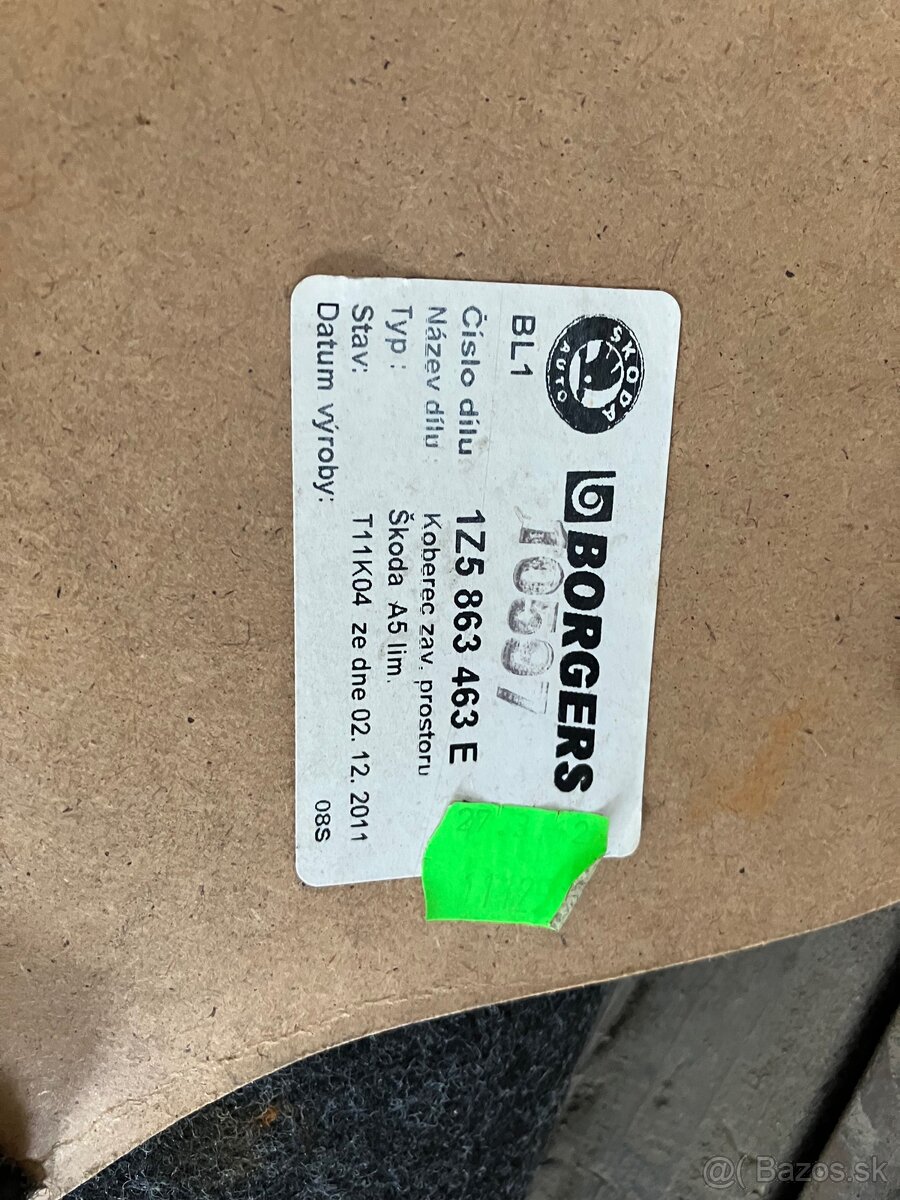 ŠKODA
AUTO
BORGERS
BL1
10597
Číslo dílu 1Z5 863 463 E
Název dílu : Koberec zav. prostoru
Typ : Škoda A5 lim.
Stav: T11K04 ze dne 02. 12. 2011
Datum výroby: 08S
@( Bazos.sk